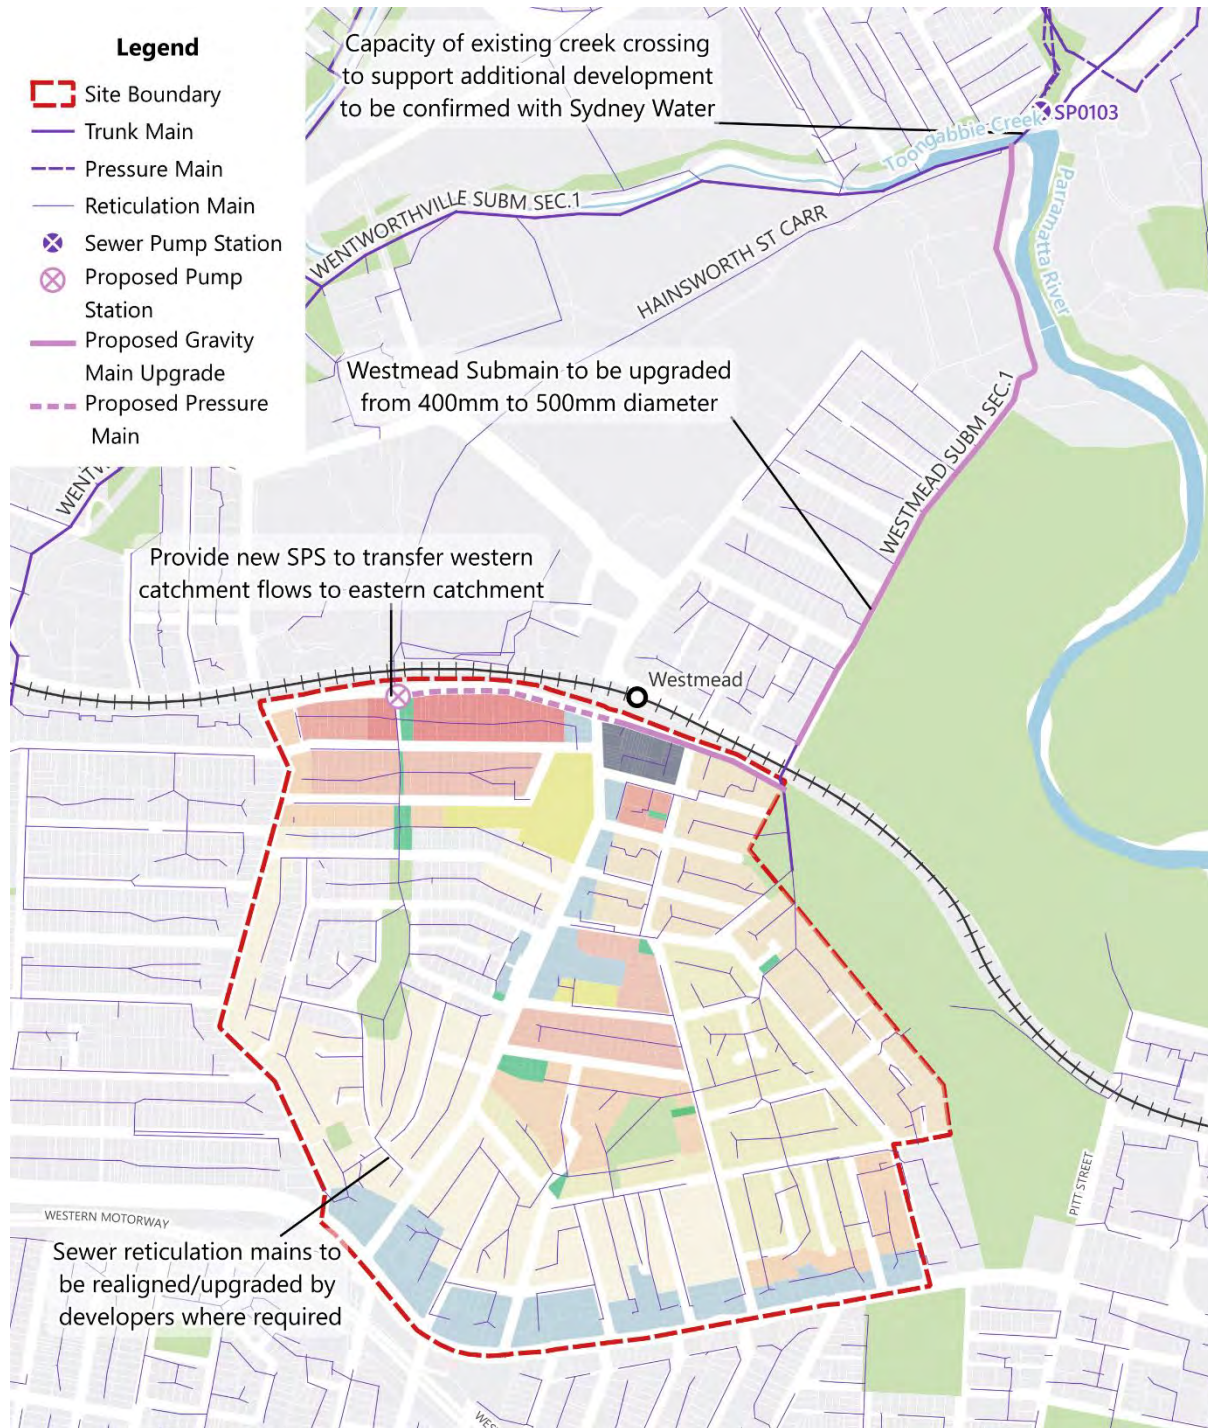 Legend
Site Boundary
Trunk Main
Pressure Main
Reticulation Main
Sewer Pump Station
Proposed Pump
Station
Proposed Gravity
Main Upgrade
Proposed Pressure
Main
Capacity of existing creek crossing
to support additional development
to be confirmed with Sydney Water
SP0103
Toongabbie Creek
Parramatta River
WENTWORTHVILLE SUBM SEC.1
HAINSWORTH ST CARR
Westmead Submain to be upgraded
from 400mm to 500mm diameter
WESTMEAD SUBM SEC.1
WENTW
Provide new SPS to transfer western
catchment flows to eastern catchment
Westmead
PITT STREET
WESTERN MOTORWAY
Sewer reticulation mains to
be realigned/upgraded by
developers where required